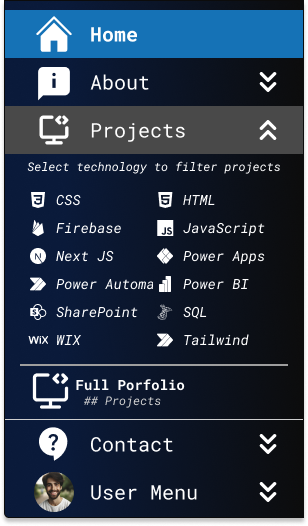 Home
About
Projects
Select technology to filter projects
CSS HTML
Firebase JavaScript
Next JS Power Apps
Power Automa Power BI
SharePoint SQL
WIX Tailwind
Full Porfolio
## Projects
Contact
User Menu